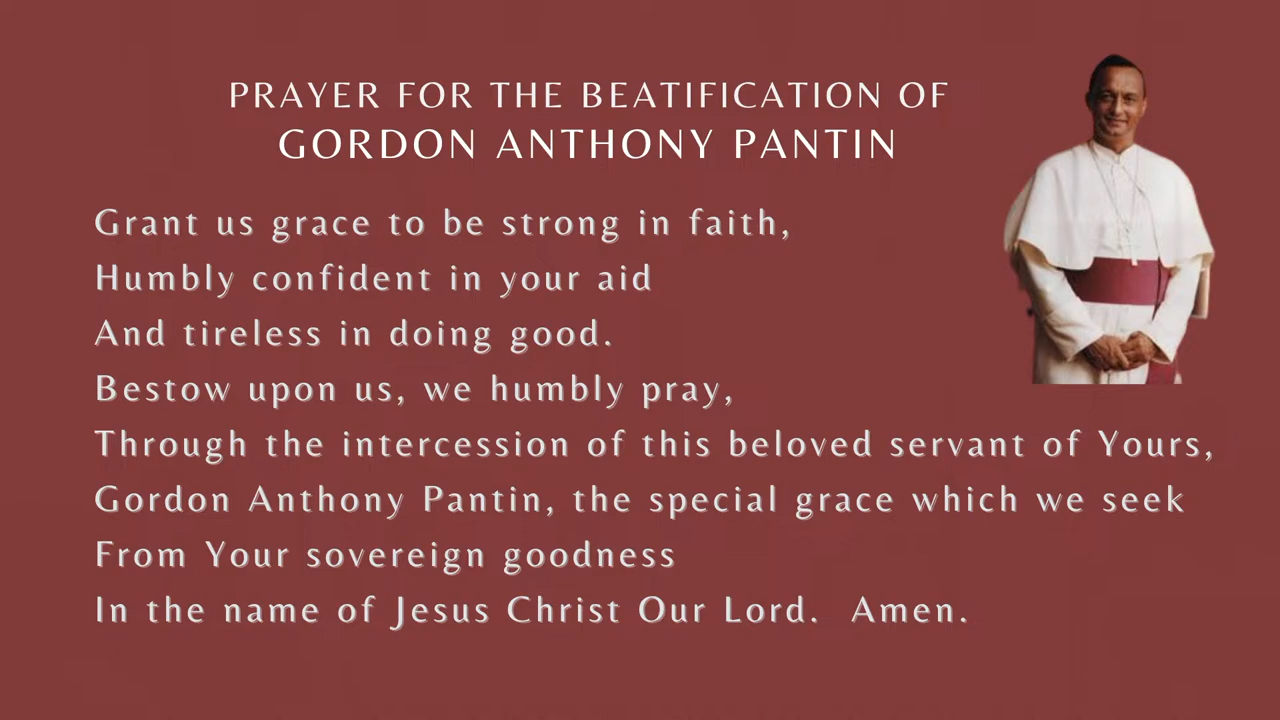 PRAYER FOR THE BEATIFICATION OF
GORDON ANTHONY PANTIN
Grant us grace to be strong in faith,
Humbly confident in your aid
And tireless in doing good.
Bestow upon us, we humbly pray,
Through the intercession of this beloved servant of Yours,
Gordon Anthony Pantin, the special grace which we seek
From Your sovereign goodness
In the name of Jesus Christ Our Lord.  Amen.